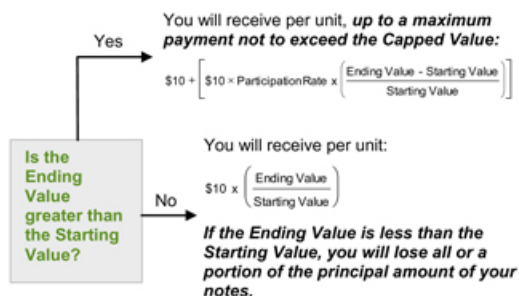 You will receive per unit, up to a maximum
payment not to exceed the Capped Value:
Yes
$10 + [ $10 × Participation Rate x ( Ending Value - Starting Value / Starting Value ) ]
Is the
Ending
Value
greater than
the Starting
Value?
No
You will receive per unit:
$10 x ( Ending Value / Starting Value )
If the Ending Value is less than the
Starting Value, you will lose all or a
portion of the principal amount of your
notes.